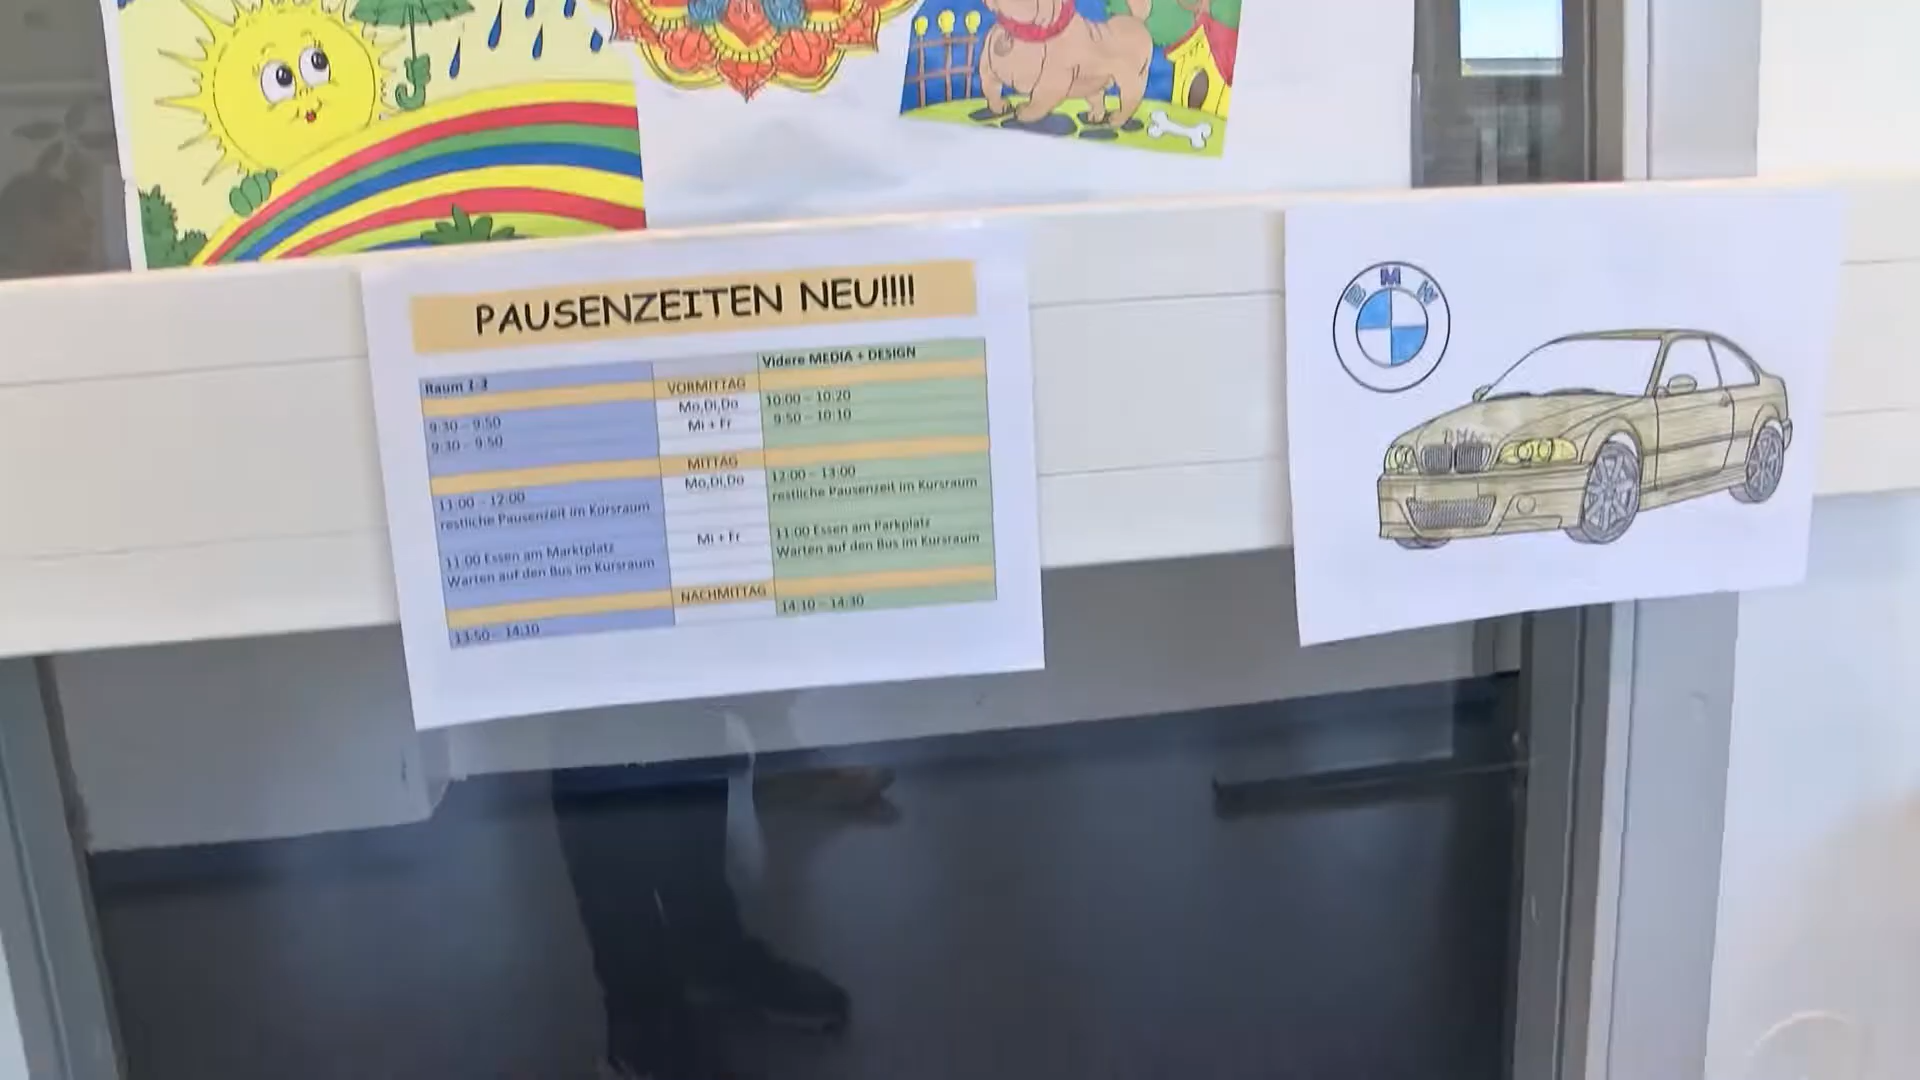 PAUSENZEITEN NEU!!!!
Raum 1-3
Videre MEDIA + DESIGN
VORMITTAG
9:30 - 9:50
Mo,Di,Do
10:00 - 10:20
9:30 - 9:50
Mi + Fr
9:50 - 10:10
MITTAG
11:00 - 12:00
Mo,Di,Do
12:00 - 13:00
restliche Pausenzeit im Kursraum
restliche Pausenzeit im Kursraum
11:00 Essen am Marktplatz
Mi + Fr
11:00 Essen am Parkplatz
Warten auf den Bus im Kursraum
Warten auf den Bus im Kursraum
NACHMITTAG
13:50 - 14:10
14:10 - 14:30
BMW
BMW